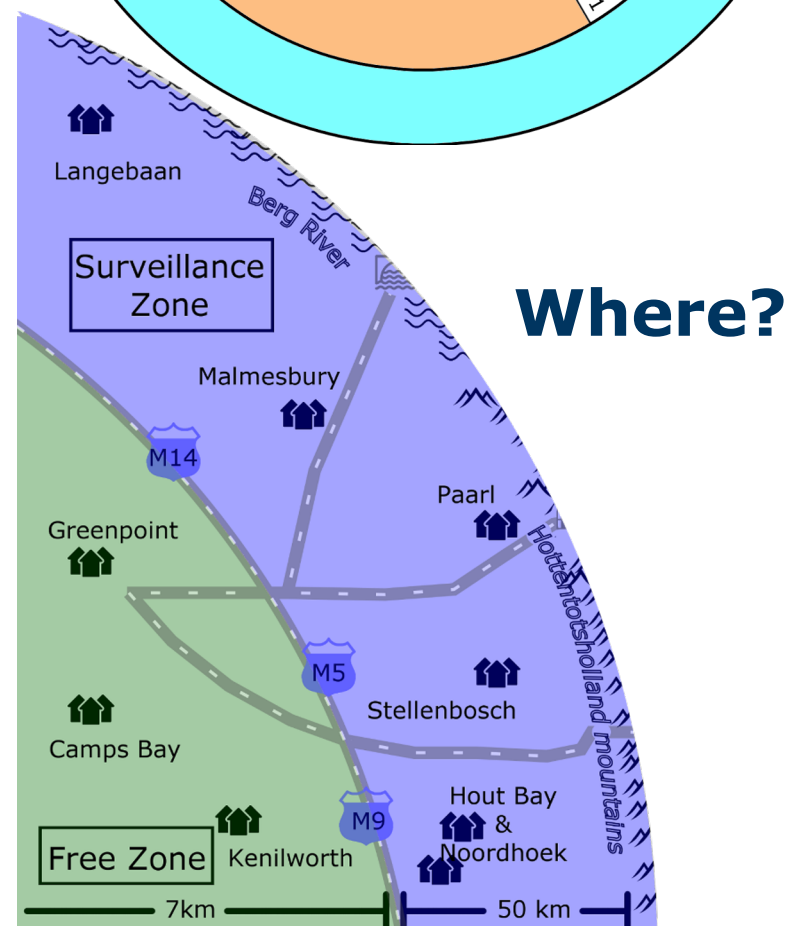 1
Langebaan
Berg River
Surveillance
Zone
Where?
Malmesbury
M14
Paarl
Greenpoint
Hottentotsholland mountains
M5
Stellenbosch
Camps Bay
Hout Bay
&
Noordhoek
M9
Free Zone
Kenilworth
7km
50 km